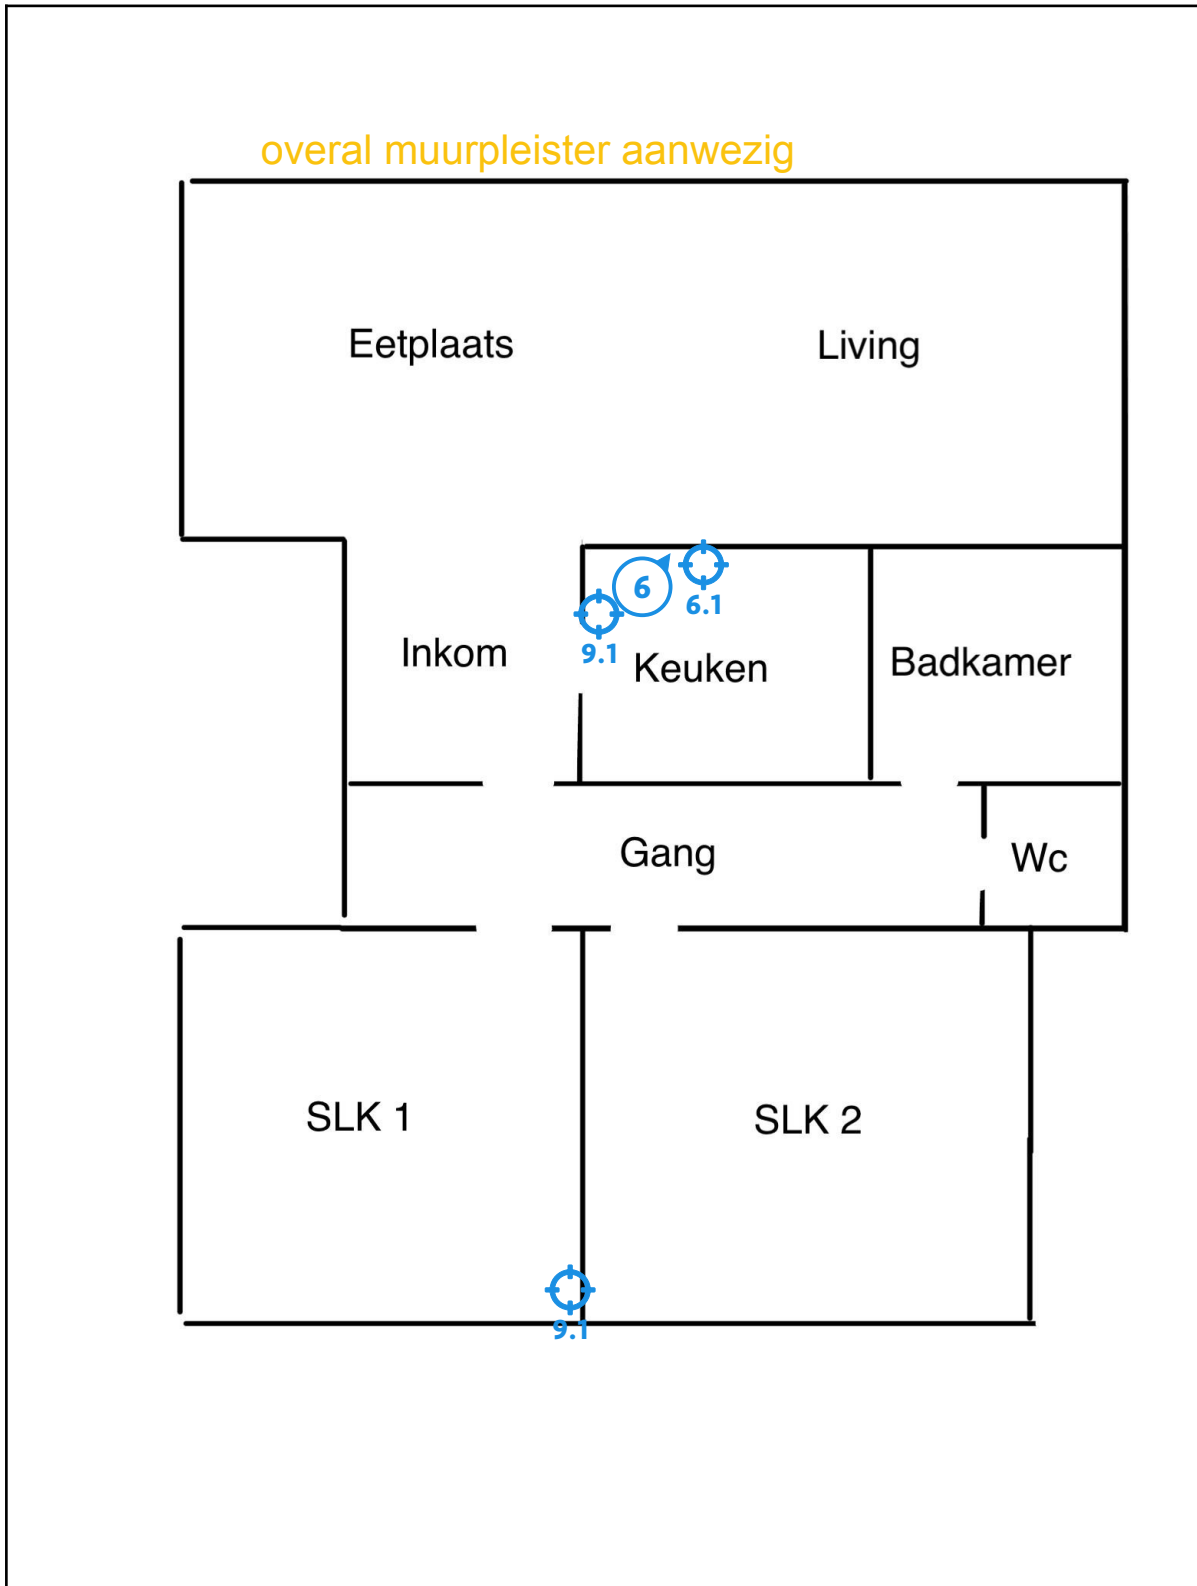 overal muurpleister aanwezig
Eetplaats
Living
6
6.1
9.1
Inkom
Keuken
Badkamer
Gang
Wc
SLK 1
SLK 2
9.1